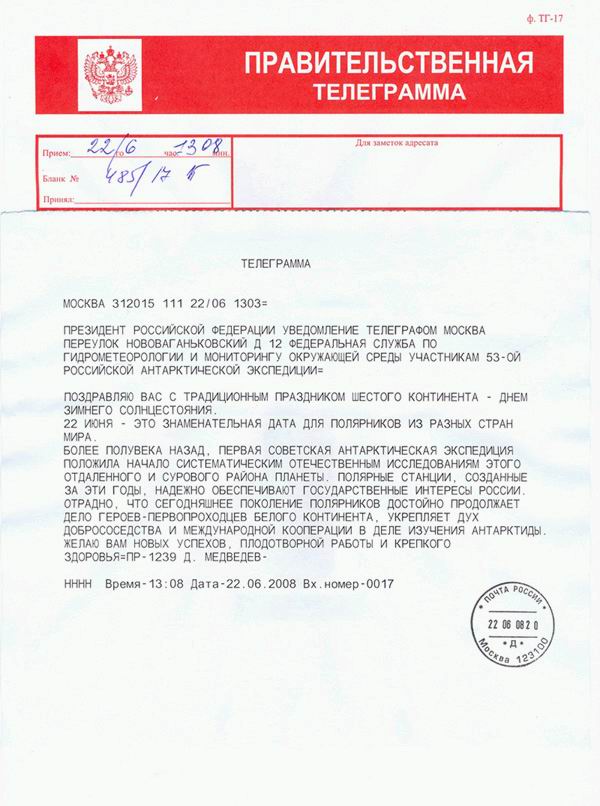 ф. ТГ-17
ПРАВИТЕЛЬСТВЕННАЯ
ТЕЛЕГРАММА
Прием: 22/6 го час 13 08 мин.
Для заметок адресата
Бланк № 485/17
Принял:
ТЕЛЕГРАММА
МОСКВА 312015 111 22/06 1303=
ПРЕЗИДЕНТ РОССИЙСКОЙ ФЕДЕРАЦИИ УВЕДОМЛЕНИЕ ТЕЛЕГРАФОМ МОСКВА
ПЕРЕУЛОК НОВОВАГАНЬКОВСКИЙ Д 12 ФЕДЕРАЛЬНАЯ СЛУЖБА ПО
ГИДРОМЕТЕОРОЛОГИИ И МОНИТОРИНГУ ОКРУЖАЮЩЕЙ СРЕДЫ УЧАСТНИКАМ 53-ОЙ
РОССИЙСКОЙ АНТАРКТИЧЕСКОЙ ЭКСПЕДИЦИИ=
ПОЗДРАВЛЯЮ ВАС С ТРАДИЦИОННЫМ ПРАЗДНИКОМ ШЕСТОГО КОНТИНЕНТА - ДНЕМ
ЗИМНЕГО СОЛНЦЕСТОЯНИЯ.
22 ИЮНЯ - ЭТО ЗНАМЕНАТЕЛЬНАЯ ДАТА ДЛЯ ПОЛЯРНИКОВ ИЗ РАЗНЫХ СТРАН
МИРА.
БОЛЕЕ ПОЛУВЕКА НАЗАД, ПЕРВАЯ СОВЕТСКАЯ АНТАРКТИЧЕСКАЯ ЭКСПЕДИЦИЯ
ПОЛОЖИЛА НАЧАЛО СИСТЕМАТИЧЕСКИМ ОТЕЧЕСТВЕННЫМ ИССЛЕДОВАНИЯМ ЭТОГО
ОТДАЛЕННОГО И СУРОВОГО РАЙОНА ПЛАНЕТЫ. ПОЛЯРНЫЕ СТАНЦИИ, СОЗДАННЫЕ
ЗА ЭТИ ГОДЫ, НАДЕЖНО ОБЕСПЕЧИВАЮТ ГОСУДАРСТВЕННЫЕ ИНТЕРЕСЫ РОССИИ.
ОТРАДНО, ЧТО СЕГОДНЯШНЕЕ ПОКОЛЕНИЕ ПОЛЯРНИКОВ ДОСТОЙНО ПРОДОЛЖАЕТ
ДЕЛО ГЕРОЕВ-ПЕРВОПРОХОДЦЕВ БЕЛОГО КОНТИНЕНТА, УКРЕПЛЯЕТ ДУХ
ДОБРОСОСЕДСТВА И МЕЖДУНАРОДНОЙ КООПЕРАЦИИ В ДЕЛЕ ИЗУЧЕНИЯ АНТАРКТИДЫ.
ЖЕЛАЮ ВАМ НОВЫХ УСПЕХОВ, ПЛОДОТВОРНОЙ РАБОТЫ И КРЕПКОГО
ЗДОРОВЬЯ=ПР-1239 Д. МЕДВЕДЕВ-
НННН Время-13:08 Дата-22.06.2008 Вх.номер-0017
* ПОЧТА РОССИИ *
22 06 08 2 0
* Д *
Москва 123100